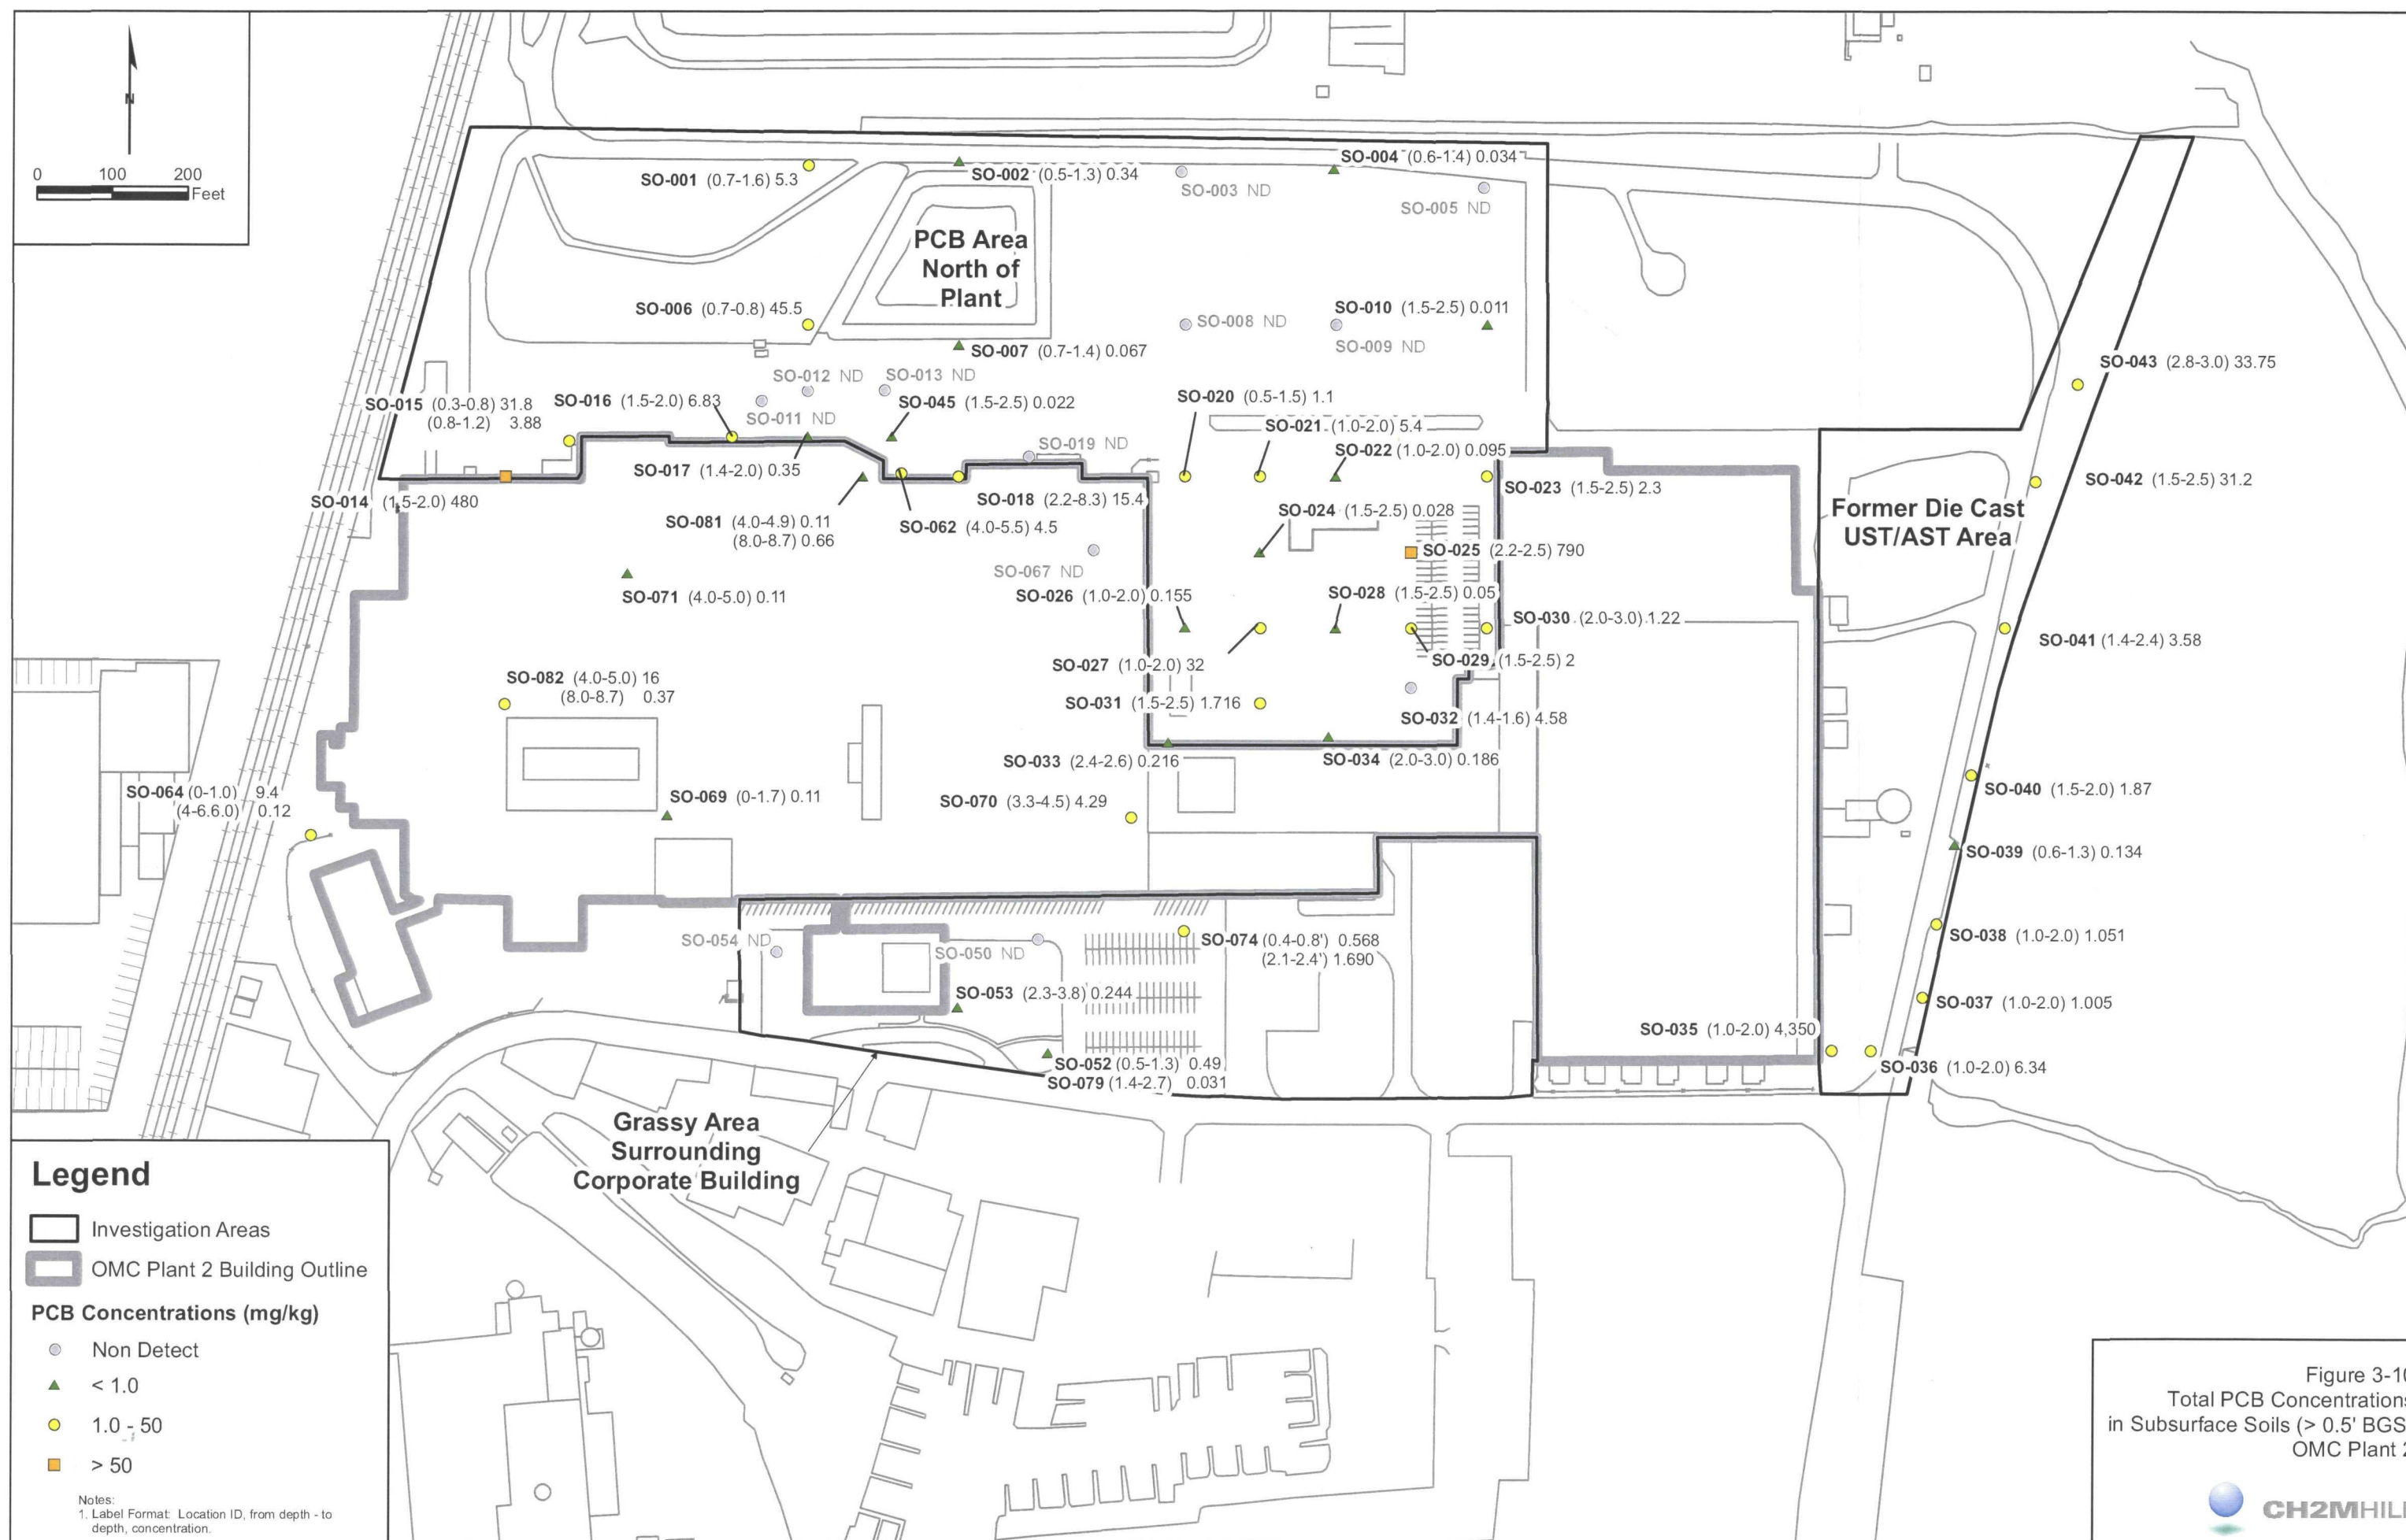 N
0 100 200
Feet
SO-001 (0.7-1.6) 5.3
SO-002 (0.5-1.3) 0.34
SO-003 ND
SO-004 (0.6-1.4) 0.034
SO-005 ND
PCB Area
North of
Plant
SO-006 (0.7-0.8) 45.5
SO-007 (0.7-1.4) 0.067
SO-008 ND
SO-010 (1.5-2.5) 0.011
SO-009 ND
SO-043 (2.8-3.0) 33.75
SO-012 ND
SO-013 ND
SO-015 (0.3-0.8) 31.8
(0.8-1.2) 3.88
SO-016 (1.5-2.0) 6.83
SO-011 ND
SO-045 (1.5-2.5) 0.022
SO-020 (0.5-1.5) 1.1
SO-021 (1.0-2.0) 5.4
SO-019 ND
SO-022 (1.0-2.0) 0.095
SO-017 (1.4-2.0) 0.35
SO-014 (1.5-2.0) 480
SO-018 (2.2-8.3) 15.4
SO-023 (1.5-2.5) 2.3
SO-042 (1.5-2.5) 31.2
Former Die Cast
UST/AST Area
SO-081 (4.0-4.9) 0.11
(8.0-8.7) 0.66
SO-062 (4.0-5.5) 4.5
SO-024 (1.5-2.5) 0.028
SO-025 (2.2-2.5) 790
SO-067 ND
SO-071 (4.0-5.0) 0.11
SO-026 (1.0-2.0) 0.155
SO-028 (1.5-2.5) 0.05
SO-030 (2.0-3.0) 1.22
SO-041 (1.4-2.4) 3.58
SO-027 (1.0-2.0) 32
SO-029 (1.5-2.5) 2
SO-082 (4.0-5.0) 16
(8.0-8.7) 0.37
SO-031 (1.5-2.5) 1.716
SO-032 (1.4-1.6) 4.58
SO-033 (2.4-2.6) 0.216
SO-034 (2.0-3.0) 0.186
SO-064 (0-1.0) 9.4
(4-6.6.0) 0.12
SO-069 (0-1.7) 0.11
SO-070 (3.3-4.5) 4.29
SO-040 (1.5-2.0) 1.87
SO-039 (0.6-1.3) 0.134
SO-054 ND
SO-050 ND
SO-074 (0.4-0.8') 0.568
(2.1-2.4') 1.690
SO-038 (1.0-2.0) 1.051
SO-053 (2.3-3.8) 0.244
SO-037 (1.0-2.0) 1.005
SO-035 (1.0-2.0) 4,350
SO-052 (0.5-1.3) 0.49
SO-079 (1.4-2.7) 0.031
SO-036 (1.0-2.0) 6.34
Grassy Area
Surrounding
Corporate Building
Legend
Investigation Areas
OMC Plant 2 Building Outline
PCB Concentrations (mg/kg)
Non Detect
< 1.0
1.0 - 50
> 50
Notes:
1. Label Format: Location ID, from depth - to
depth, concentration.
Figure 3-10
Total PCB Concentrations
in Subsurface Soils (> 0.5' BGS
OMC Plant 2
CH2MHILL